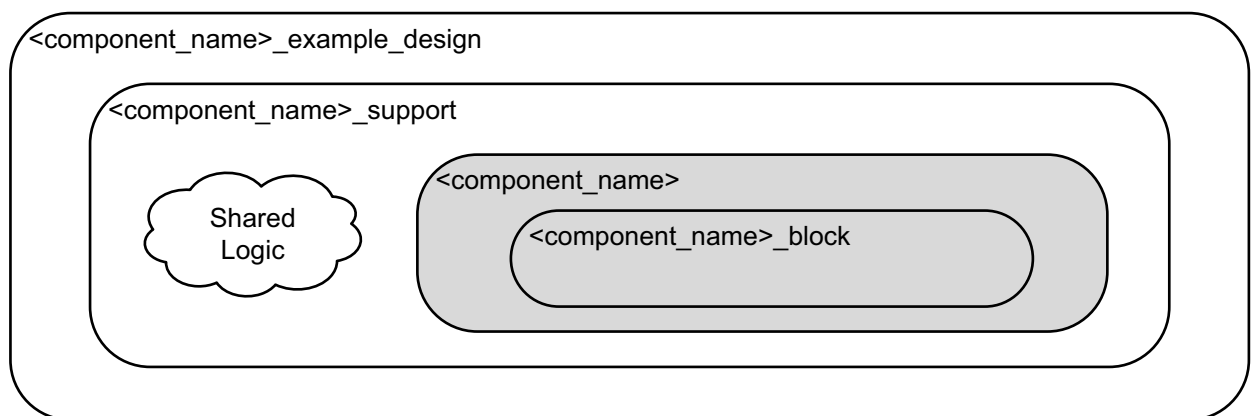 <component_name>_example_design
<component_name>_support
<component_name>
Shared
Logic
<component_name>_block